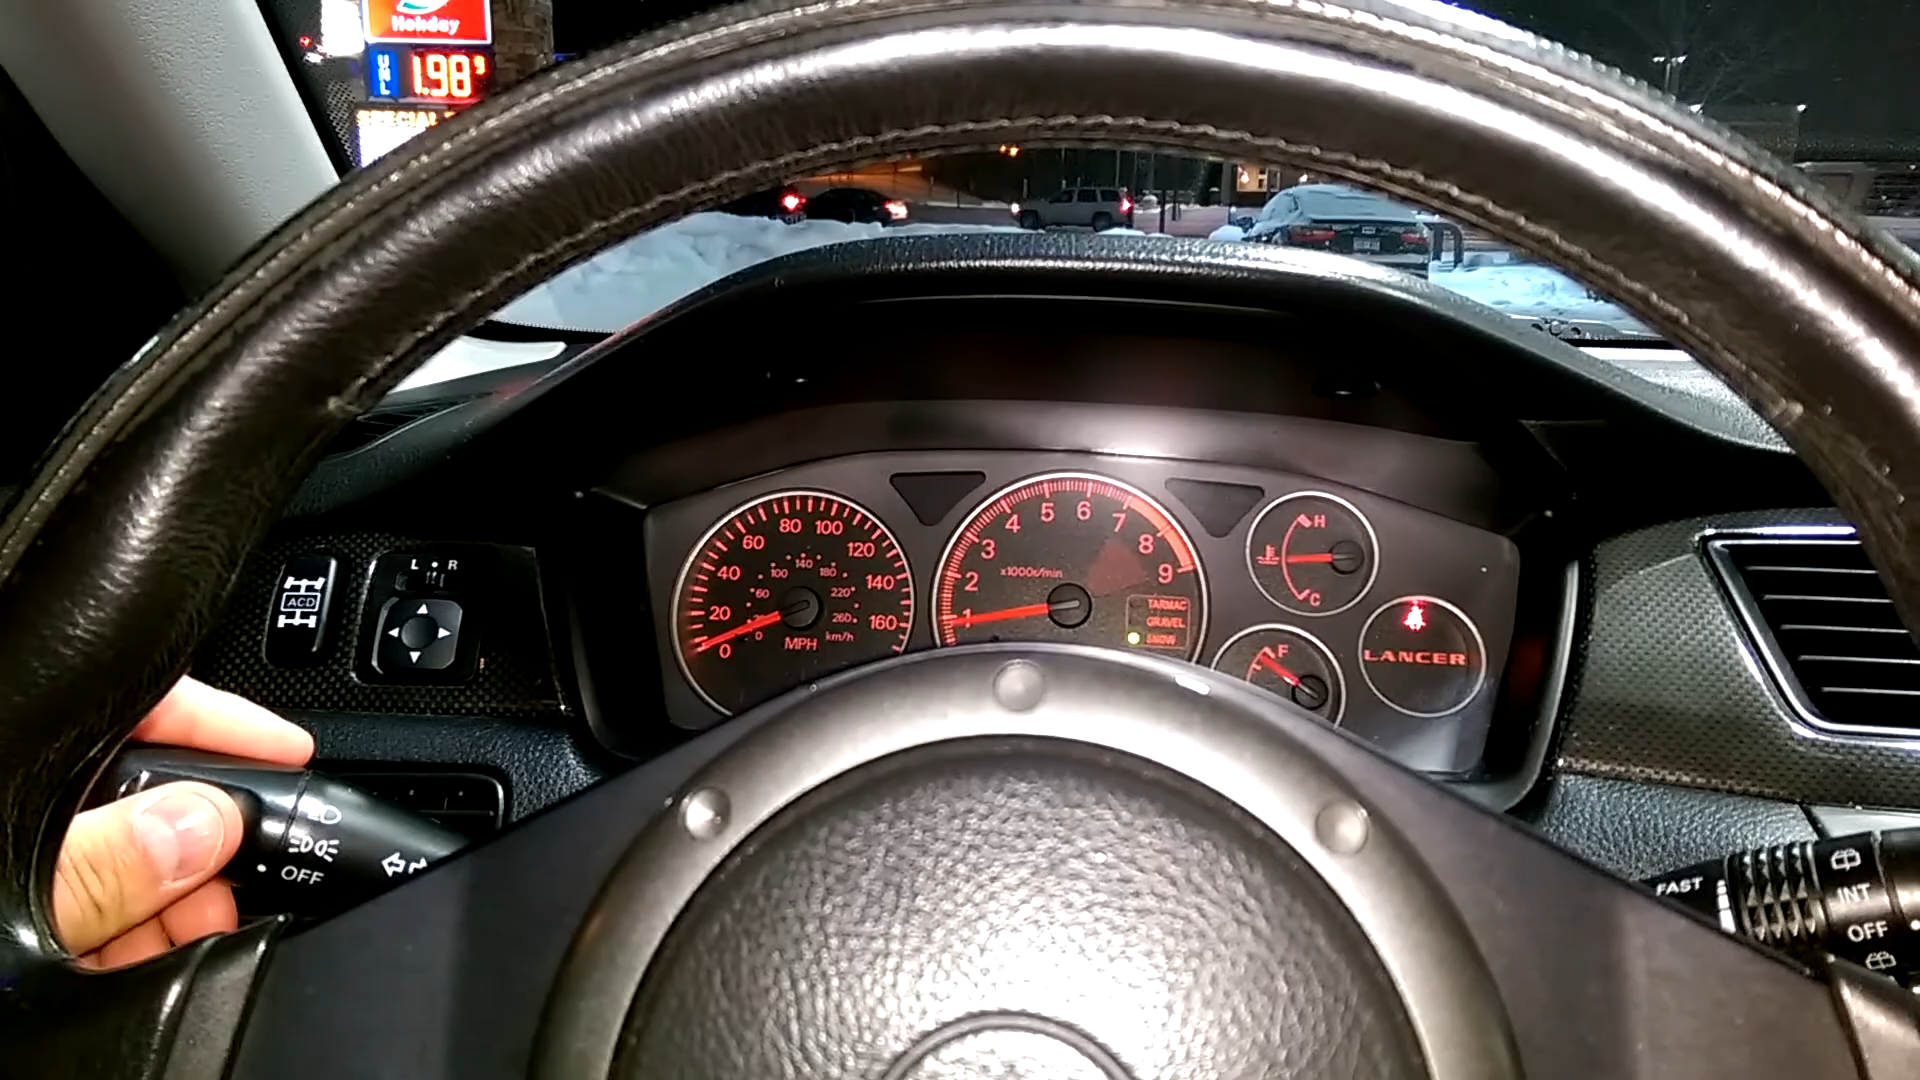 Holiday
UNL 1.98 9
SPECIAL
L • R
ACD
0 20 40 60 80 100 120 140 160
0 60 100 140 180 220 260
MPH km/h
1 2 3 4 5 6 7 8 9
x1000r/min
TARMAC
GRAVEL
SNOW
H
C
F
LANCER
OFF
FAST
INT
OFF